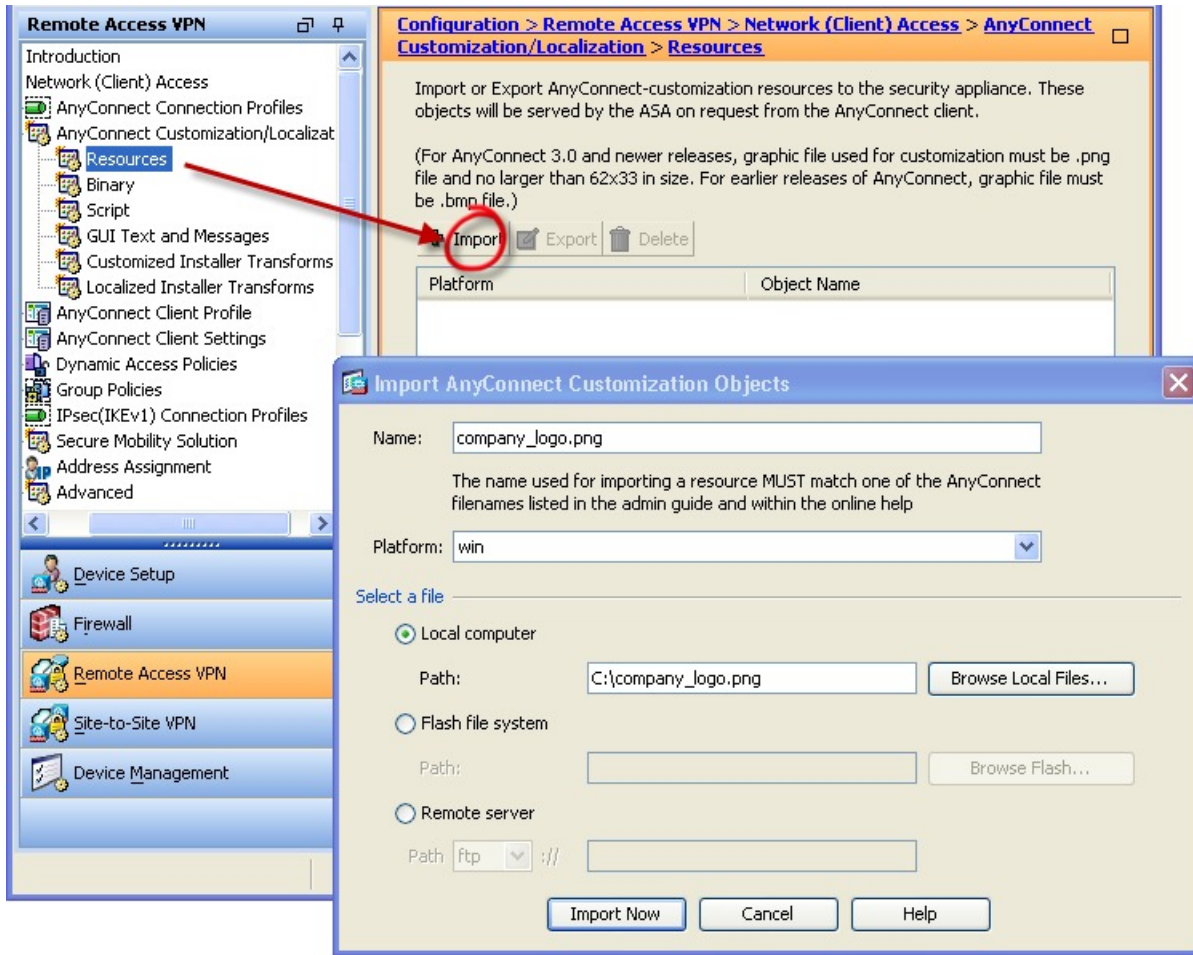 Remote Access VPN
Introduction
Network (Client) Access
AnyConnect Connection Profiles
AnyConnect Customization/Localizat
Resources
Binary
Script
GUI Text and Messages
Customized Installer Transforms
Localized Installer Transforms
AnyConnect Client Profile
AnyConnect Client Settings
Dynamic Access Policies
Group Policies
IPsec(IKEv1) Connection Profiles
Secure Mobility Solution
Address Assignment
Advanced
Device Setup
Firewall
Remote Access VPN
Site-to-Site VPN
Device Management
Configuration > Remote Access VPN > Network (Client) Access > AnyConnect
Customization/Localization > Resources
Import or Export AnyConnect-customization resources to the security appliance. These
objects will be served by the ASA on request from the AnyConnect client.
(For AnyConnect 3.0 and newer releases, graphic file used for customization must be .png
file and no larger than 62x33 in size. For earlier releases of AnyConnect, graphic file must
be .bmp file.)
Import Export Delete
Platform Object Name
Import AnyConnect Customization Objects
Name: company_logo.png
The name used for importing a resource MUST match one of the AnyConnect
filenames listed in the admin guide and within the online help
Platform: win
Select a file
Local computer
Path: C:\company_logo.png Browse Local Files...
Flash file system
Path: Browse Flash...
Remote server
Path ftp ://
Import Now Cancel Help